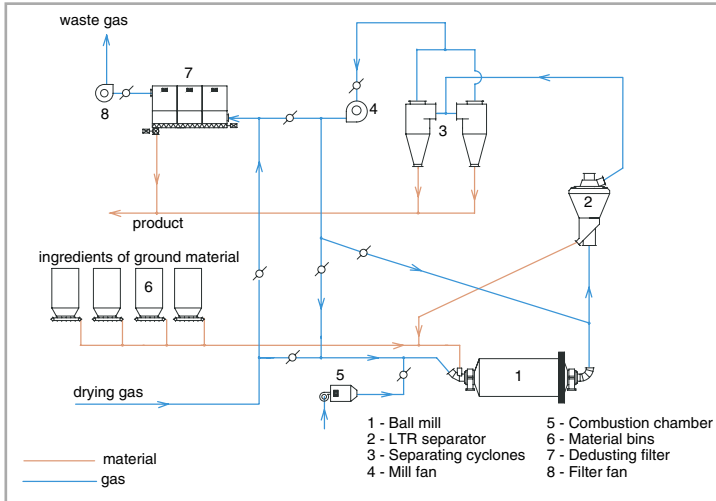 waste gas
7
8
4
3
2
product
ingredients of ground material
6
1
5
drying gas
1 - Ball mill
2 - LTR separator
3 - Separating cyclones
4 - Mill fan
5 - Combustion chamber
6 - Material bins
7 - Dedusting filter
8 - Filter fan
material
gas